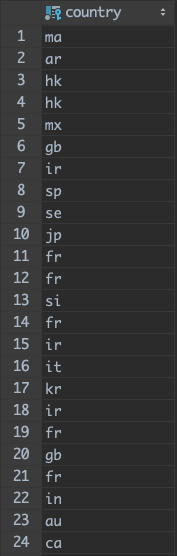 country
1 ma
2 ar
3 hk
4 hk
5 mx
6 gb
7 ir
8 sp
9 se
10 jp
11 fr
12 fr
13 si
14 fr
15 ir
16 it
17 kr
18 ir
19 fr
20 gb
21 fr
22 in
23 au
24 ca